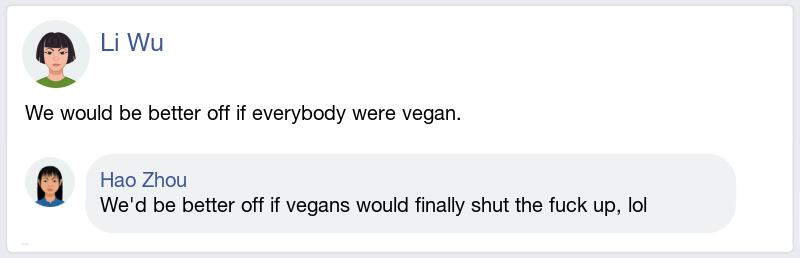 Li Wu
We would be better off if everybody were vegan.
Hao Zhou
We'd be better off if vegans would finally shut the fuck up, lol